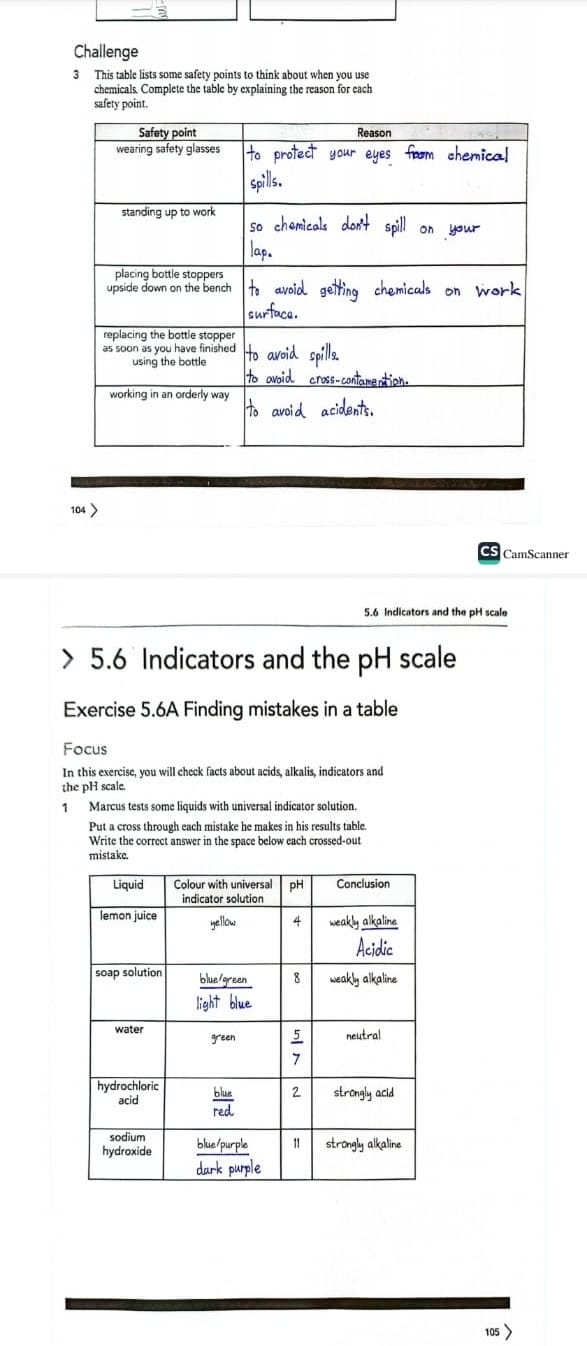 Challenge
3 This table lists some safety points to think about when you use
chemicals. Complete the table by explaining the reason for each
safety point.
Safety point Reason
wearing safety glasses to protect your eyes from chemical
spills.
standing up to work so chemicals don't spill on your
lap.
placing bottle stoppers
upside down on the bench to avoid getting chemicals on work
surface.
replacing the bottle stopper
as soon as you have finished
using the bottle
to avoid spills.
to avoid cross-contamention.
working in an orderly way to avoid acidents.
104 >
CS CamScanner
5.6 Indicators and the pH scale
> 5.6 Indicators and the pH scale
Exercise 5.6A Finding mistakes in a table
Focus
In this exercise, you will check facts about acids, alkalis, indicators and
the pH scale.
1 Marcus tests some liquids with universal indicator solution.
Put a cross through each mistake he makes in his results table.
Write the correct answer in the space below each crossed-out
mistake.
Liquid Colour with universal pH Conclusion
indicator solution
lemon juice yellow 4 weakly alkaline
Acidic
soap solution blue/green 8 weakly alkaline
light blue
water green 5 neutral
7
hydrochloric
acid blue 2 strongly acid
red
sodium
hydroxide blue/purple 11 strongly alkaline
dark purple
105 >